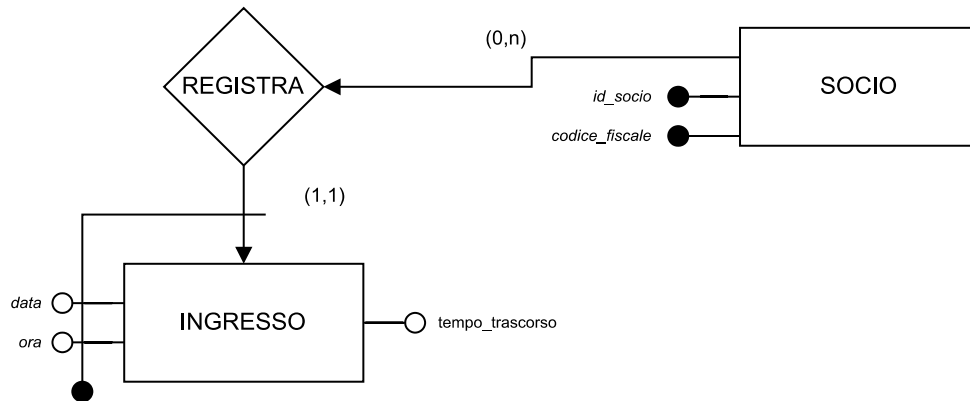 (0,n)
REGISTRA
SOCIO
id_socio
codice_fiscale
(1,1)
data
INGRESSO
tempo_trascorso
ora